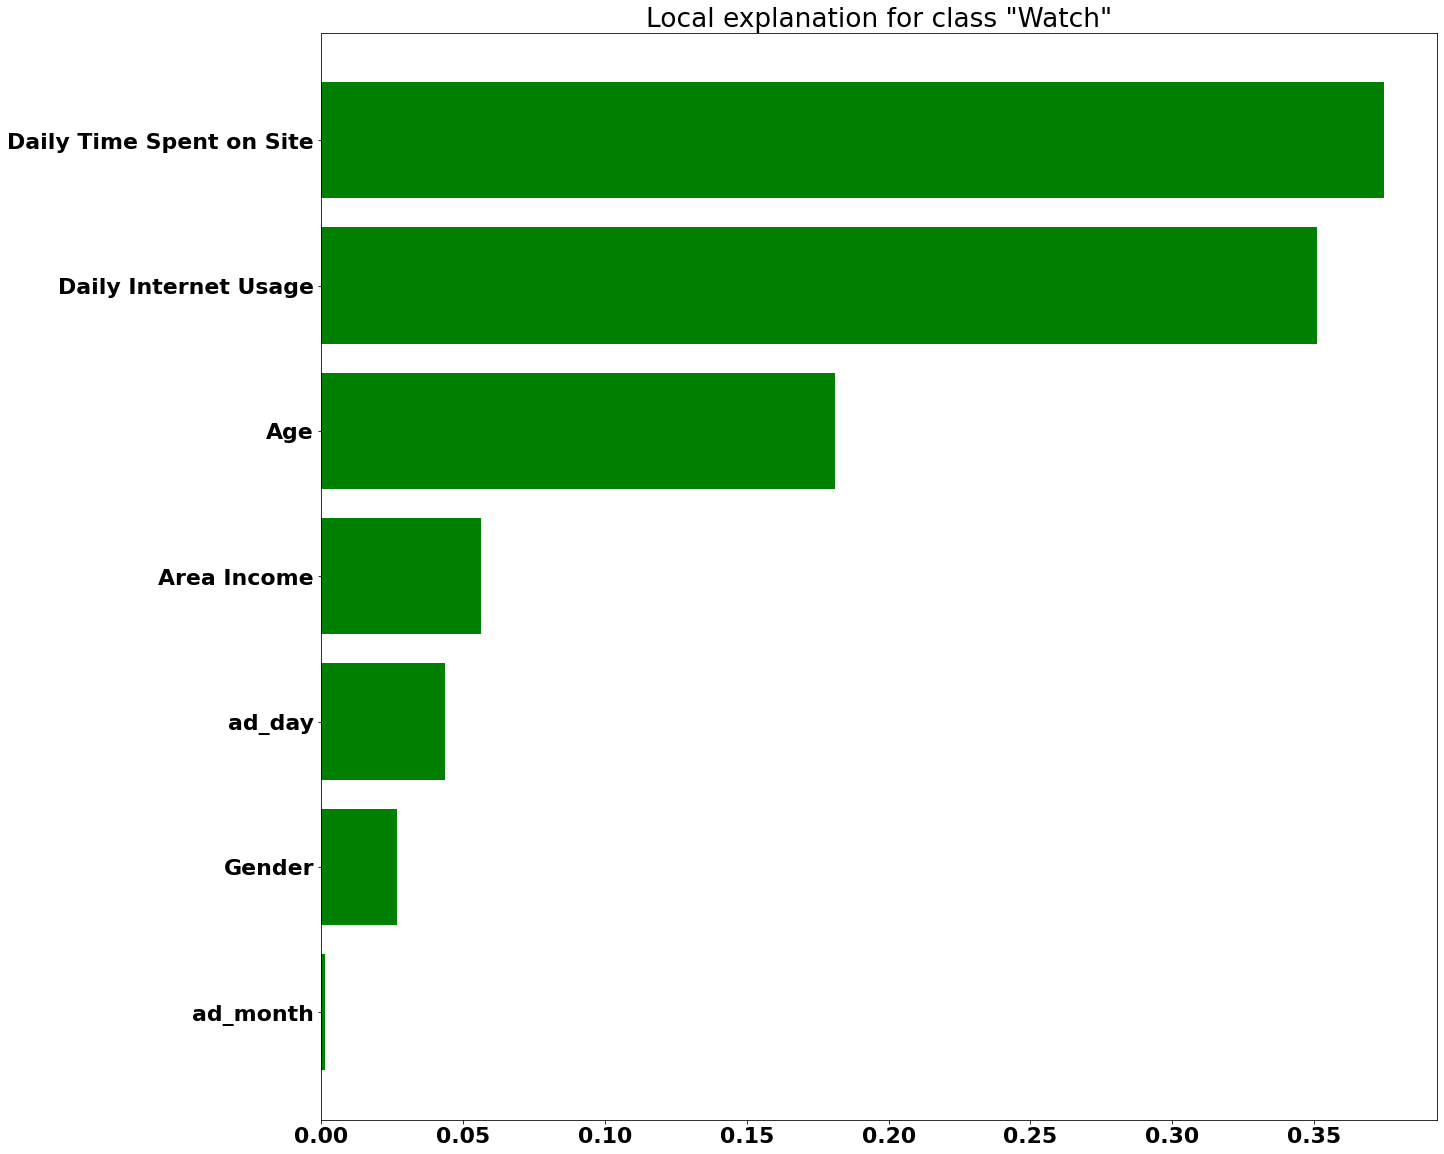 Local explanation for class "Watch"
Daily Time Spent on Site
Daily Internet Usage
Age
Area Income
ad_day
Gender
ad_month
0.00 0.05 0.10 0.15 0.20 0.25 0.30 0.35